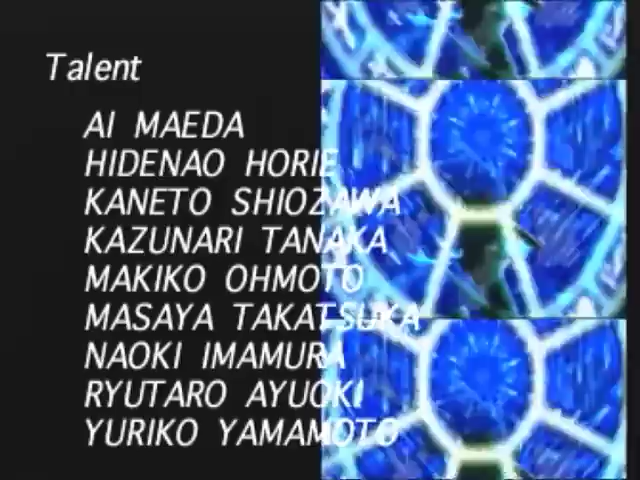 Talent
AI MAEDA
HIDENAO HORIE
KANETO SHIOZAWA
KAZUNARI TANAKA
MAKIKO OHMOTO
MASAYA TAKATSUKA
NAOKI IMAMURA
RYUTARO AYUOKI
YURIKO YAMAMOTO